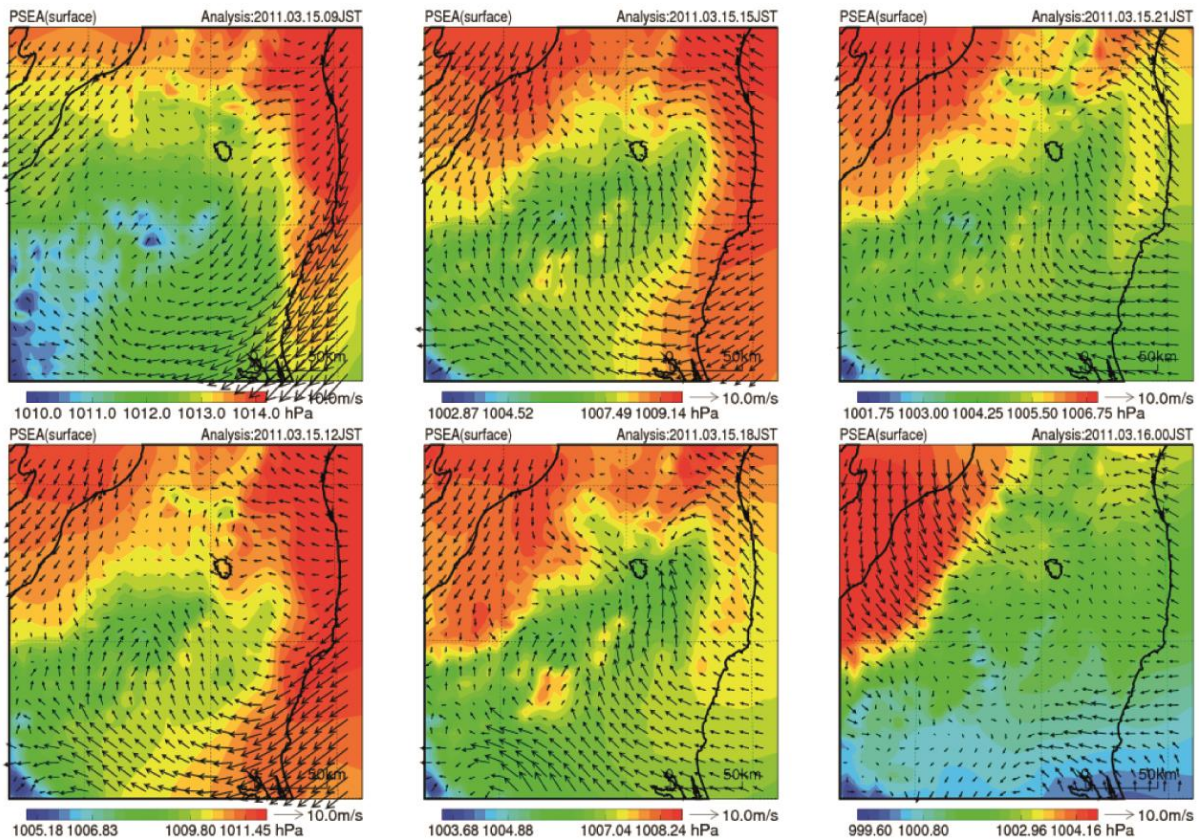 PSEA(surface) Analysis:2011.03.15.09JST
50km
10.0m/s
1010.0 1011.0 1012.0 1013.0 1014.0 hPa
PSEA(surface) Analysis:2011.03.15.15JST
50km
10.0m/s
1002.87 1004.52 1007.49 1009.14 hPa
PSEA(surface) Analysis:2011.03.15.21JST
50km
10.0m/s
1001.75 1003.00 1004.25 1005.50 1006.75 hPa
PSEA(surface) Analysis:2011.03.15.12JST
50km
10.0m/s
1005.18 1006.83 1009.80 1011.45 hPa
PSEA(surface) Analysis:2011.03.15.18JST
50km
10.0m/s
1003.68 1004.88 1007.04 1008.24 hPa
PSEA(surface) Analysis:2011.03.16.00JST
50km
10.0m/s
999.60 1000.80 1002.96 1004.16 hPa